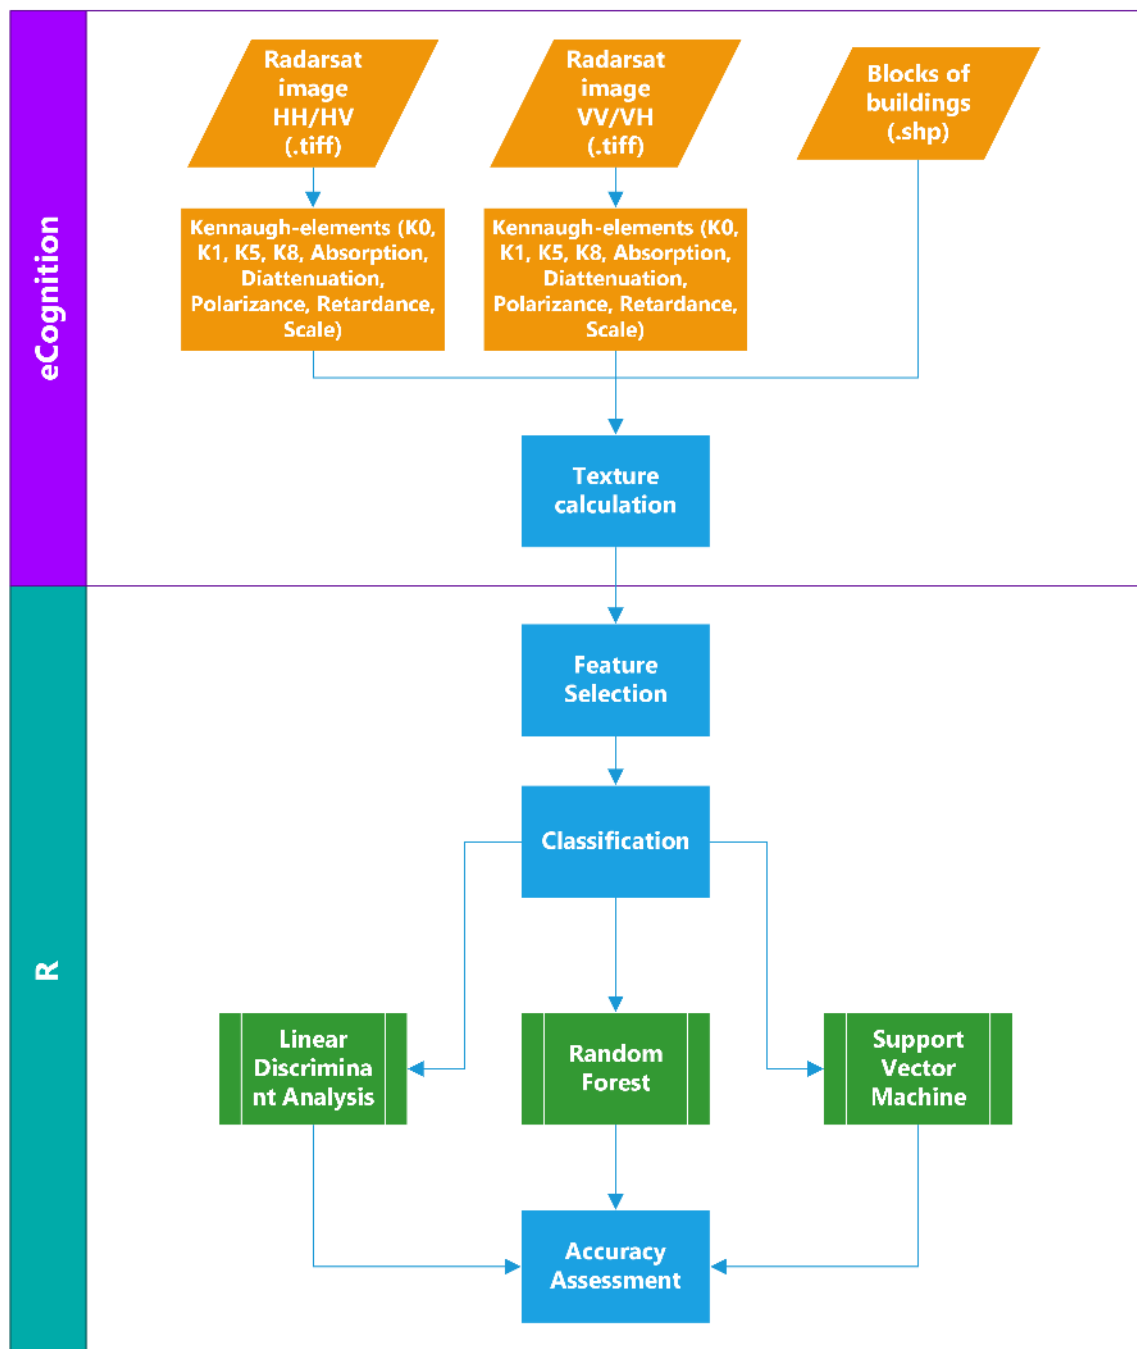 eCognition
Radarsat
image
HH/HV
(.tiff)
Radarsat
image
VV/VH
(.tiff)
Blocks of
buildings
(.shp)
Kennaugh-elements (K0,
K1, K5, K8, Absorption,
Diattenuation,
Polarizance, Retardance,
Scale)
Kennaugh-elements (K0,
K1, K5, K8, Absorption,
Diattenuation,
Polarizance, Retardance,
Scale)
Texture
calculation
R
Feature
Selection
Classification
Linear
Discrimina
nt Analysis
Random
Forest
Support
Vector
Machine
Accuracy
Assessment